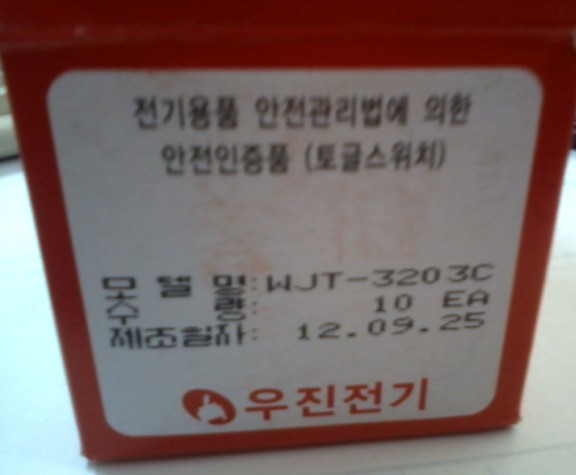 전기용품 안전관리법에 의한
안전인증품 (토글스위치)
모 델 명: WJT-3203C
수 량: 10 EA
제조일자: 12.09.25
우진전기